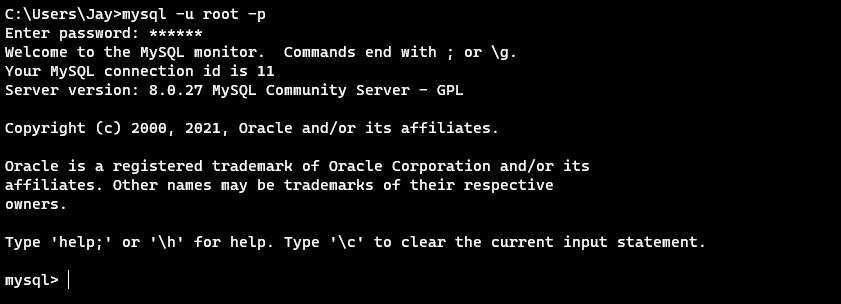 C:\Users\Jay>mysql -u root -p
Enter password: ******
Welcome to the MySQL monitor.  Commands end with ; or \g.
Your MySQL connection id is 11
Server version: 8.0.27 MySQL Community Server - GPL
Copyright (c) 2000, 2021, Oracle and/or its affiliates.
Oracle is a registered trademark of Oracle Corporation and/or its
affiliates. Other names may be trademarks of their respective
owners.
Type 'help;' or '\h' for help. Type '\c' to clear the current input statement.
mysql>